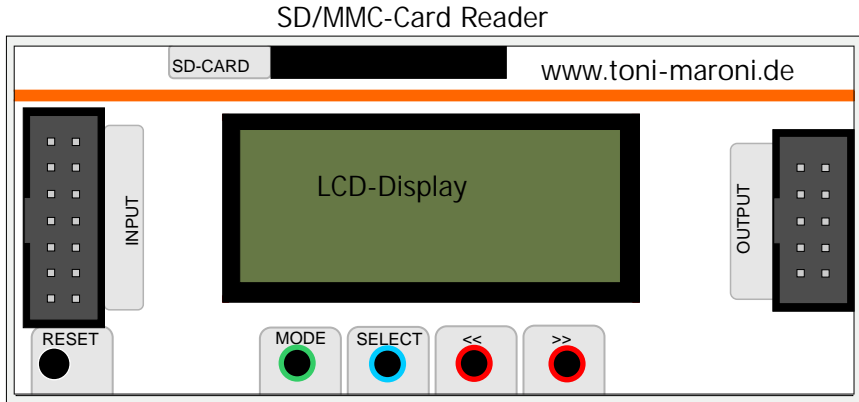 SD/MMC-Card Reader
SD-CARD
www.toni-maroni.de
INPUT
LCD-Display
OUTPUT
RESET
MODE
SELECT
<<
>>